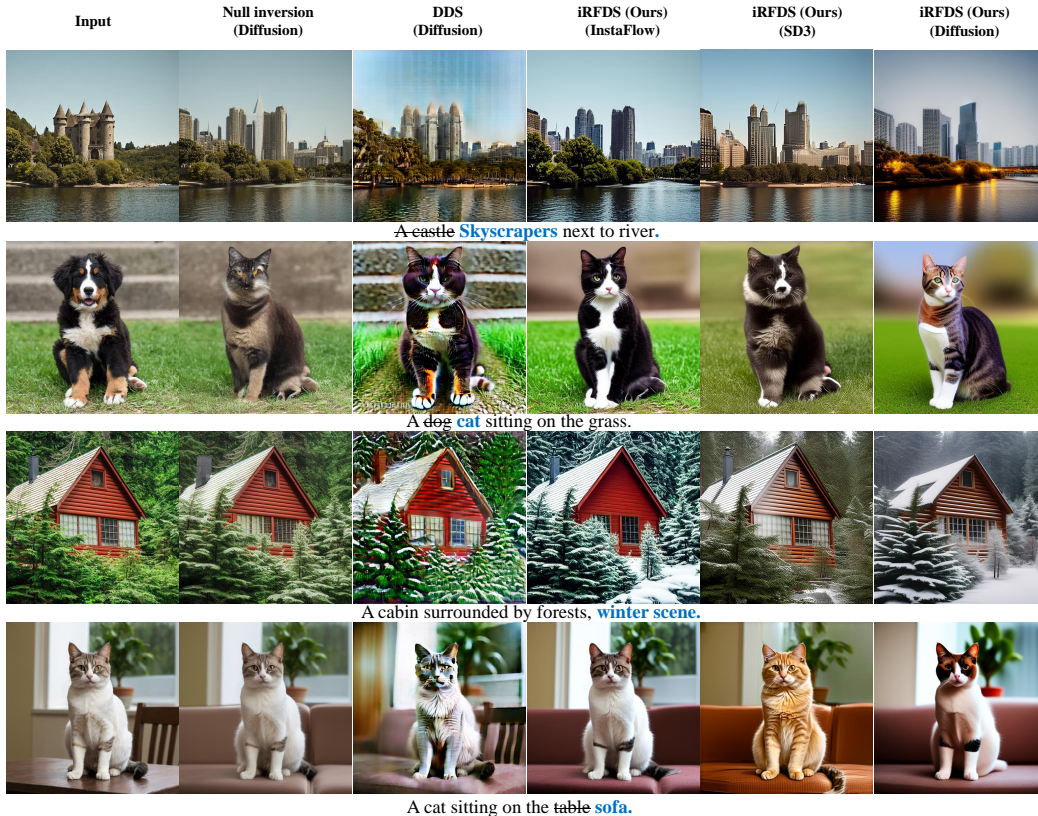 Input
Null inversion
(Diffusion)
DDS
(Diffusion)
iRFDS (Ours)
(InstaFlow)
iRFDS (Ours)
(SD3)
iRFDS (Ours)
(Diffusion)
A castle Skyscrapers next to river.
A dog cat sitting on the grass.
A cabin surrounded by forests, winter scene.
A cat sitting on the table sofa.